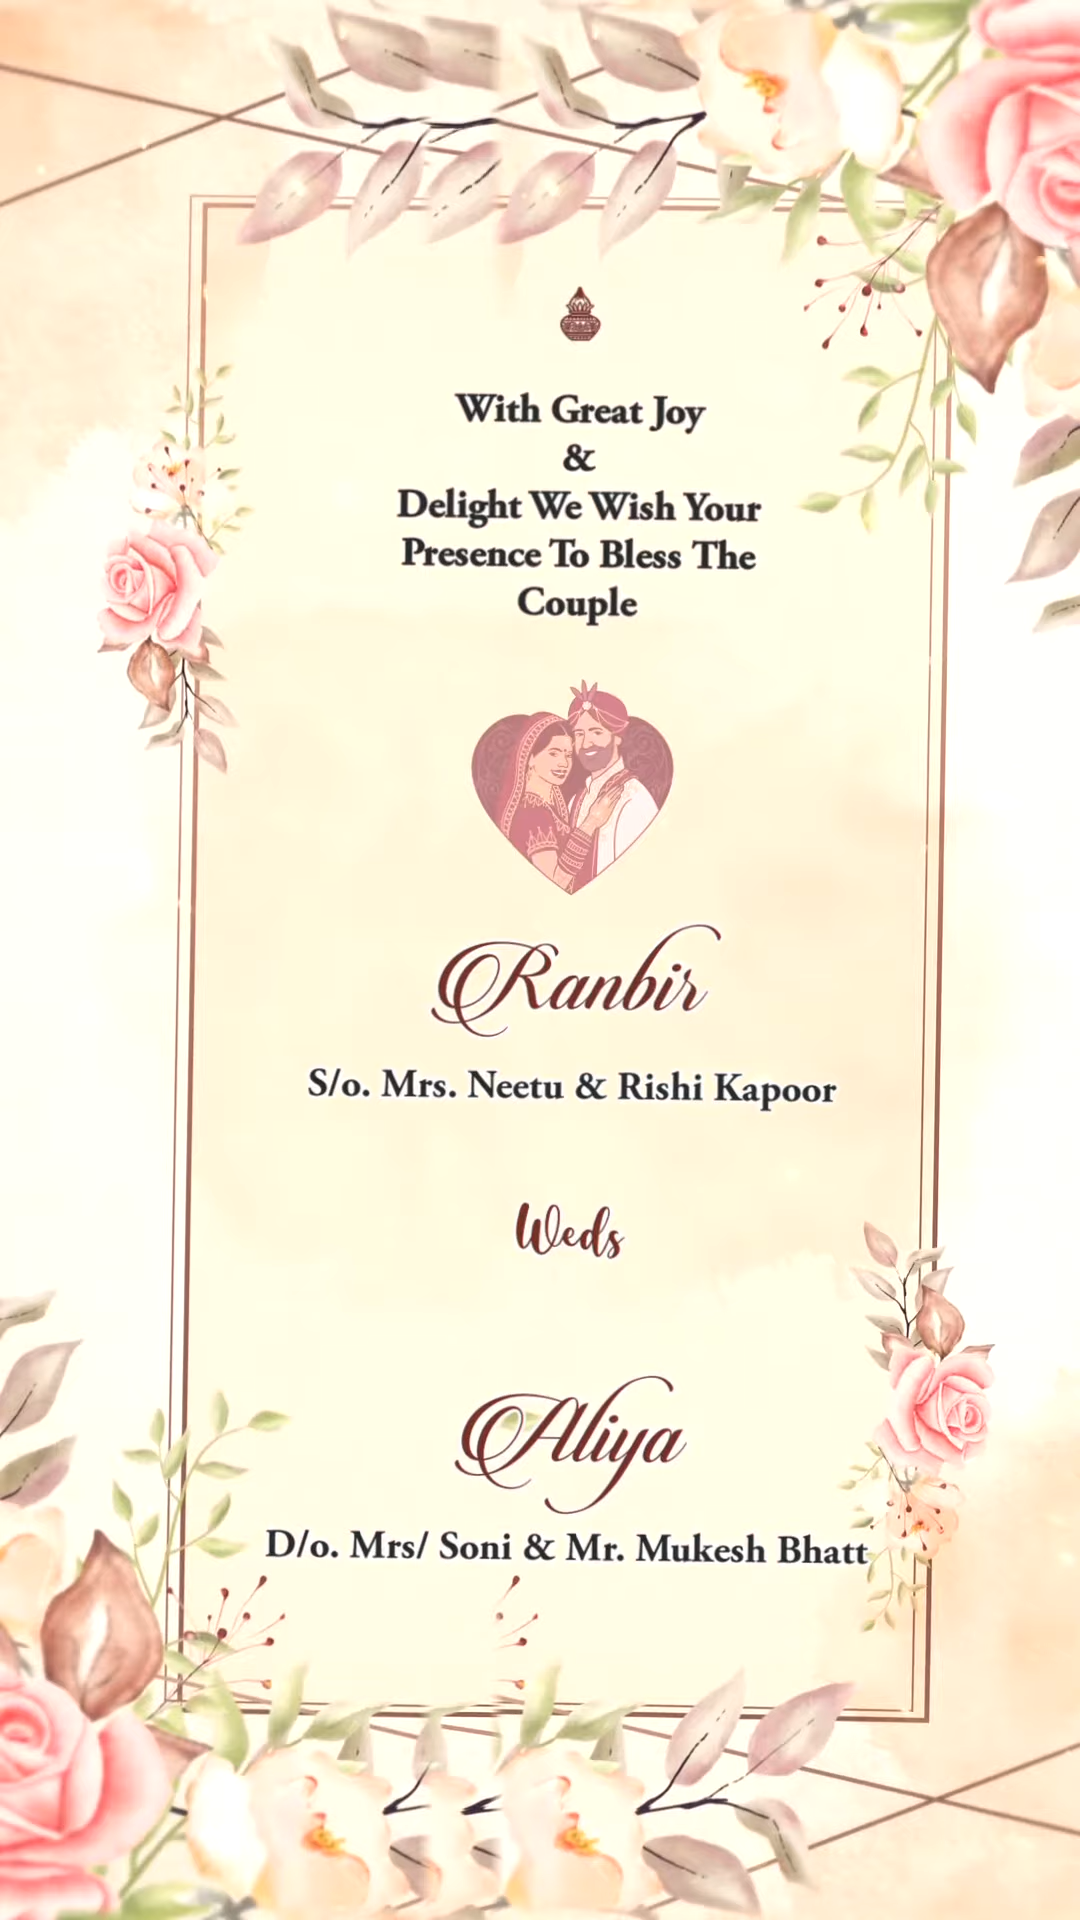 With Great Joy
&
Delight We Wish Your
Presence To Bless The
Couple
Ranbir
S/o. Mrs. Neetu & Rishi Kapoor
Weds
Aliya
D/o. Mrs/ Soni & Mr. Mukesh Bhatt